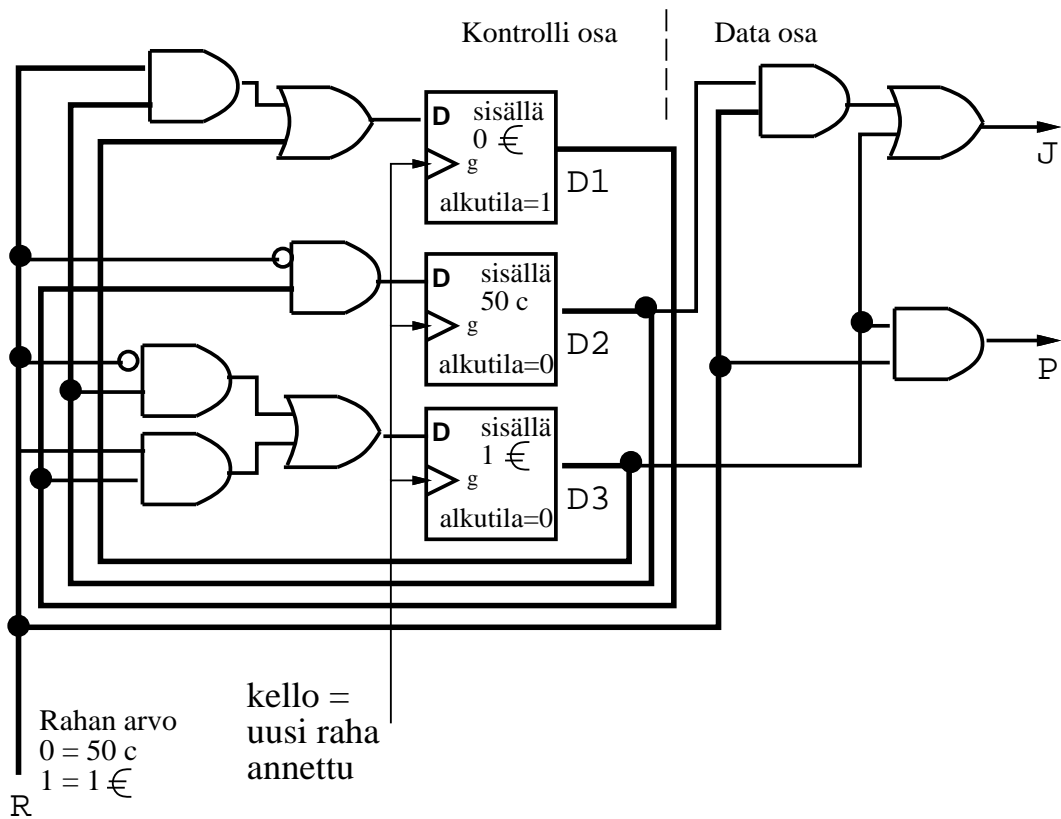 Kontrolli osa
Data osa
D sisällä
0 €
g
alkutila=1
D1
J
D sisällä
50 c
g
alkutila=0
D2
P
D sisällä
1 €
g
alkutila=0
D3
kello =
uusi raha
annettu
Rahan arvo
0 = 50 c
1 = 1 €
R